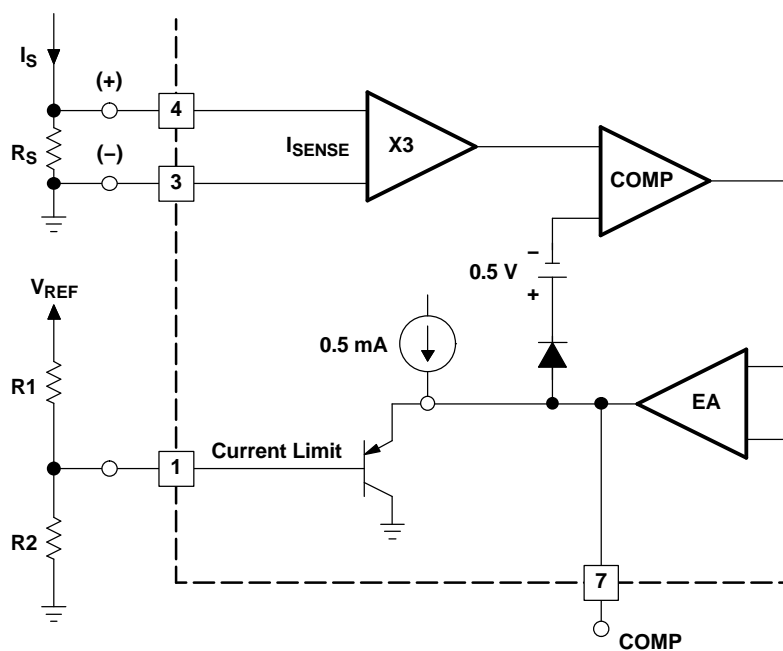 I_S
(+)
4
R_S
(–)
3
I_SENSE
X3
COMP
–
0.5 V
+
V_REF
0.5 mA
R1
EA
Current Limit
1
R2
7
COMP